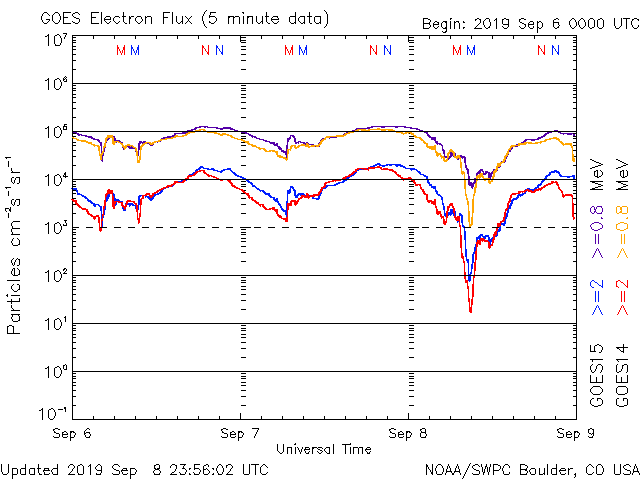 GOES Electron Flux (5 minute data)
Begin: 2019 Sep 6 0000 UTC
10⁷
M M N N M M N N M M N N
10⁶
10⁵
10⁴
10³
10²
10¹
10⁰
10⁻¹
Particles cm⁻²s⁻¹sr⁻¹
Sep 6 Sep 7 Sep 8 Sep 9
Universal Time
GOES15 >=2 >=0.8 MeV
GOES14 >=2 >=0.8 MeV
Updated 2019 Sep 8 23:56:02 UTC
NOAA/SWPC Boulder, CO USA